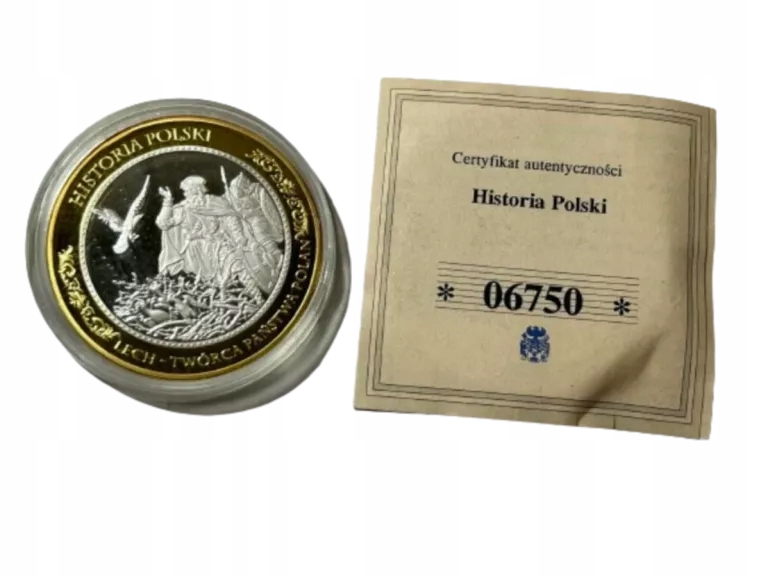 HISTORIA POLSKI
LECH - TWÓRCA PAŃSTWA POLAN
Certyfikat autentyczności
Historia Polski
* 06750 *